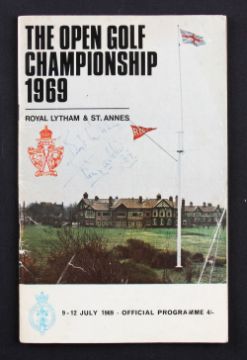 THE OPEN GOLF
CHAMPIONSHIP
1969
ROYAL LYTHAM & ST. ANNES
9-12 JULY 1969 - OFFICIAL PROGRAMME 4/-